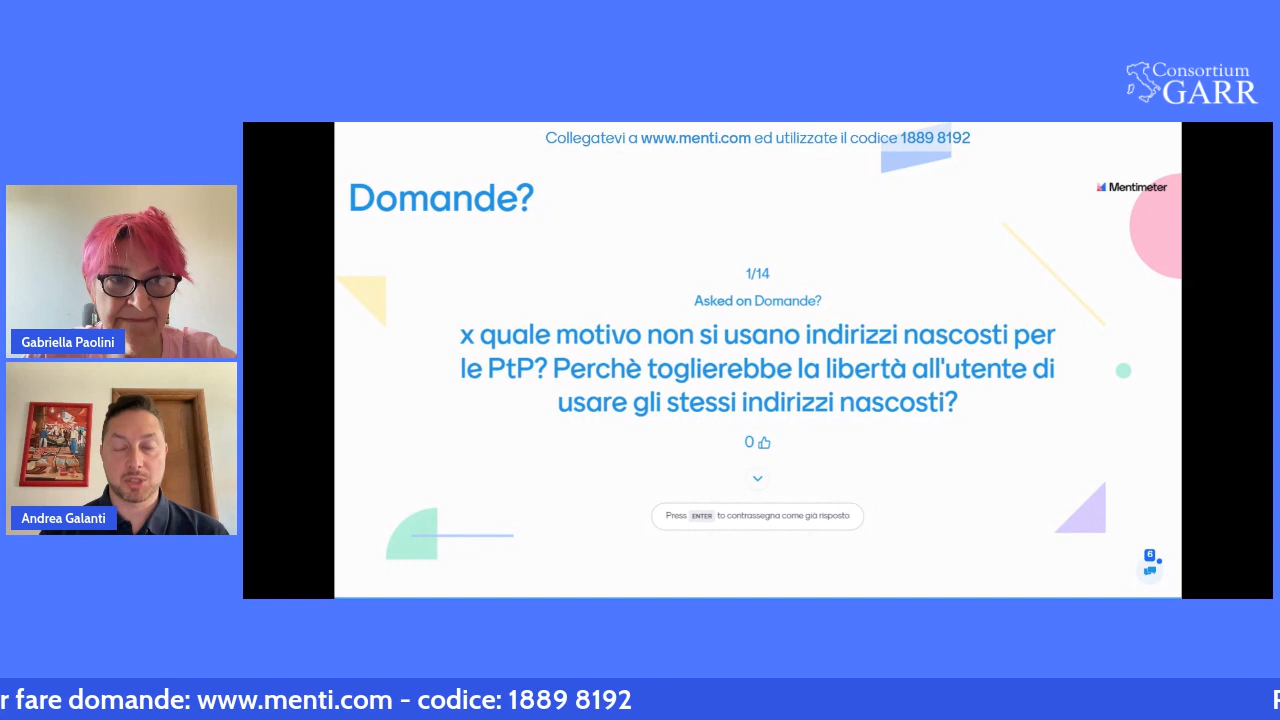 Consortium
GARR
Collegatevi a www.menti.com ed utilizzate il codice 1889 8192
Domande?
Mentimeter
1/14
Asked on Domande?
x quale motivo non si usano indirizzi nascosti per
le PtP? Perchè toglierebbe la libertà all'utente di
usare gli stessi indirizzi nascosti?
0
Press ENTER to contrassegna come già risposto
6
Gabriella Paolini
Andrea Galanti
r fare domande: www.menti.com - codice: 1889 8192